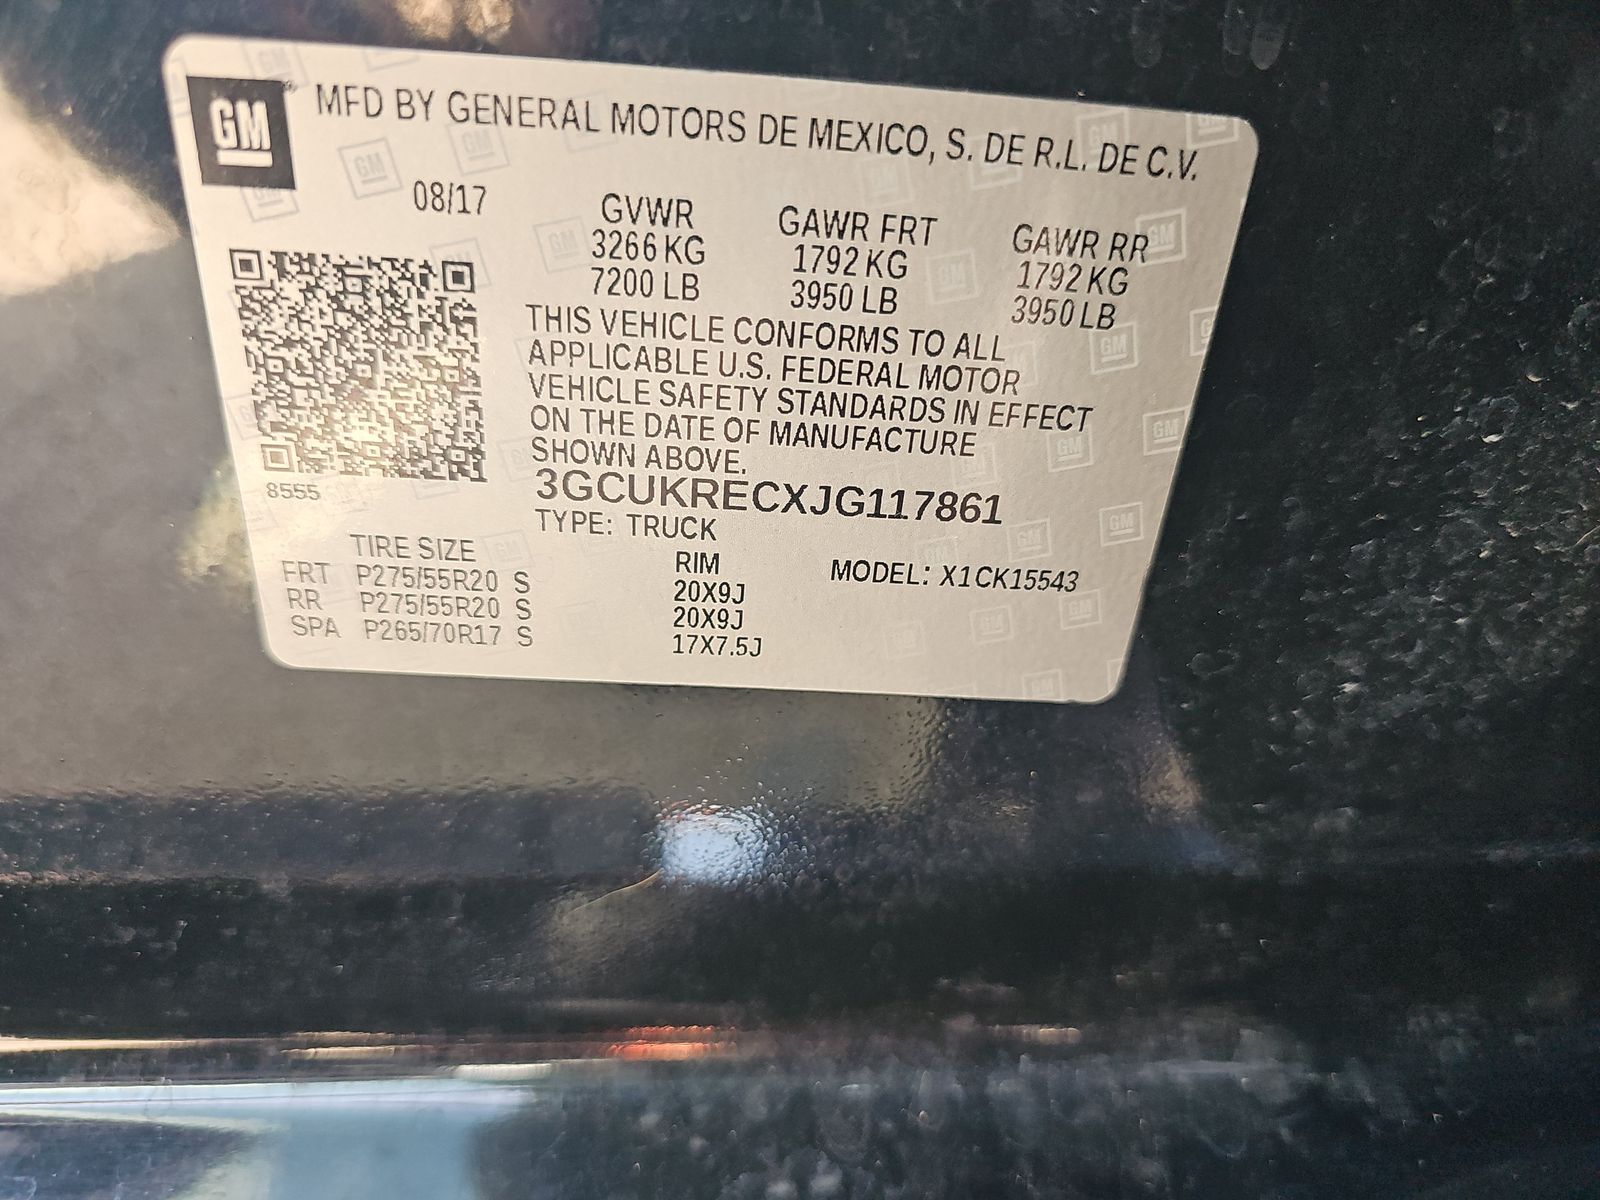 GM
MFD BY GENERAL MOTORS DE MEXICO, S. DE R.L. DE C.V.
08/17
GVWR GAWR FRT GAWR RR
3266 KG 1792 KG 1792 KG
7200 LB 3950 LB 3950 LB
THIS VEHICLE CONFORMS TO ALL
APPLICABLE U.S. FEDERAL MOTOR
VEHICLE SAFETY STANDARDS IN EFFECT
ON THE DATE OF MANUFACTURE
SHOWN ABOVE.
8555
3GCUKRECXJG117861
TYPE: TRUCK
TIRE SIZE RIM MODEL: X1CK15543
FRT P275/55R20 S 20X9J
RR P275/55R20 S 20X9J
SPA P265/70R17 S 17X7.5J